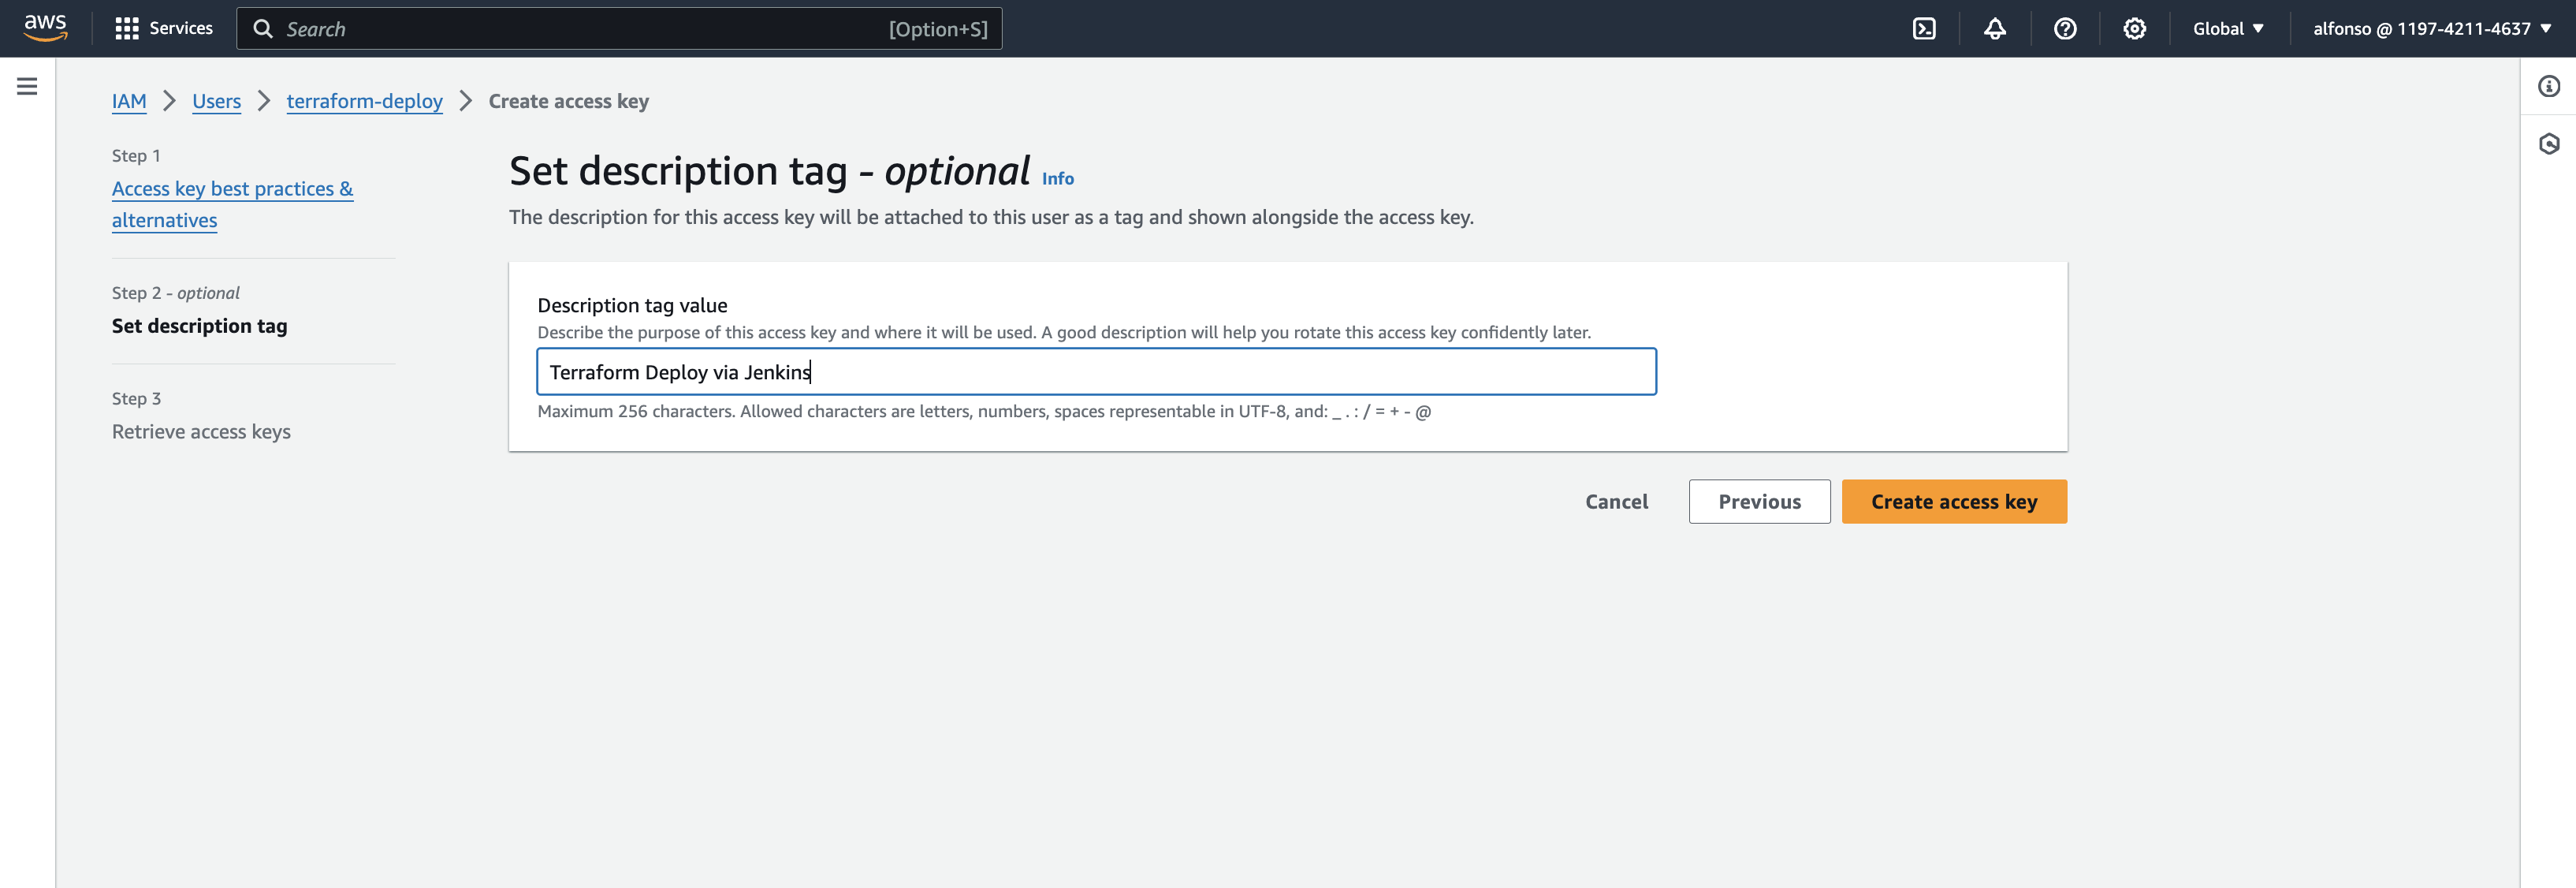 aws
Services
Search
[Option+S]
Global
alfonso @ 1197-4211-4637
IAM > Users > terraform-deploy > Create access key
Step 1
Access key best practices &
alternatives
Step 2 - optional
Set description tag
Step 3
Retrieve access keys
Set description tag - optional Info
The description for this access key will be attached to this user as a tag and shown alongside the access key.
Description tag value
Describe the purpose of this access key and where it will be used. A good description will help you rotate this access key confidently later.
Terraform Deploy via Jenkins
Maximum 256 characters. Allowed characters are letters, numbers, spaces representable in UTF-8, and: _ . : / = + - @
Cancel
Previous
Create access key